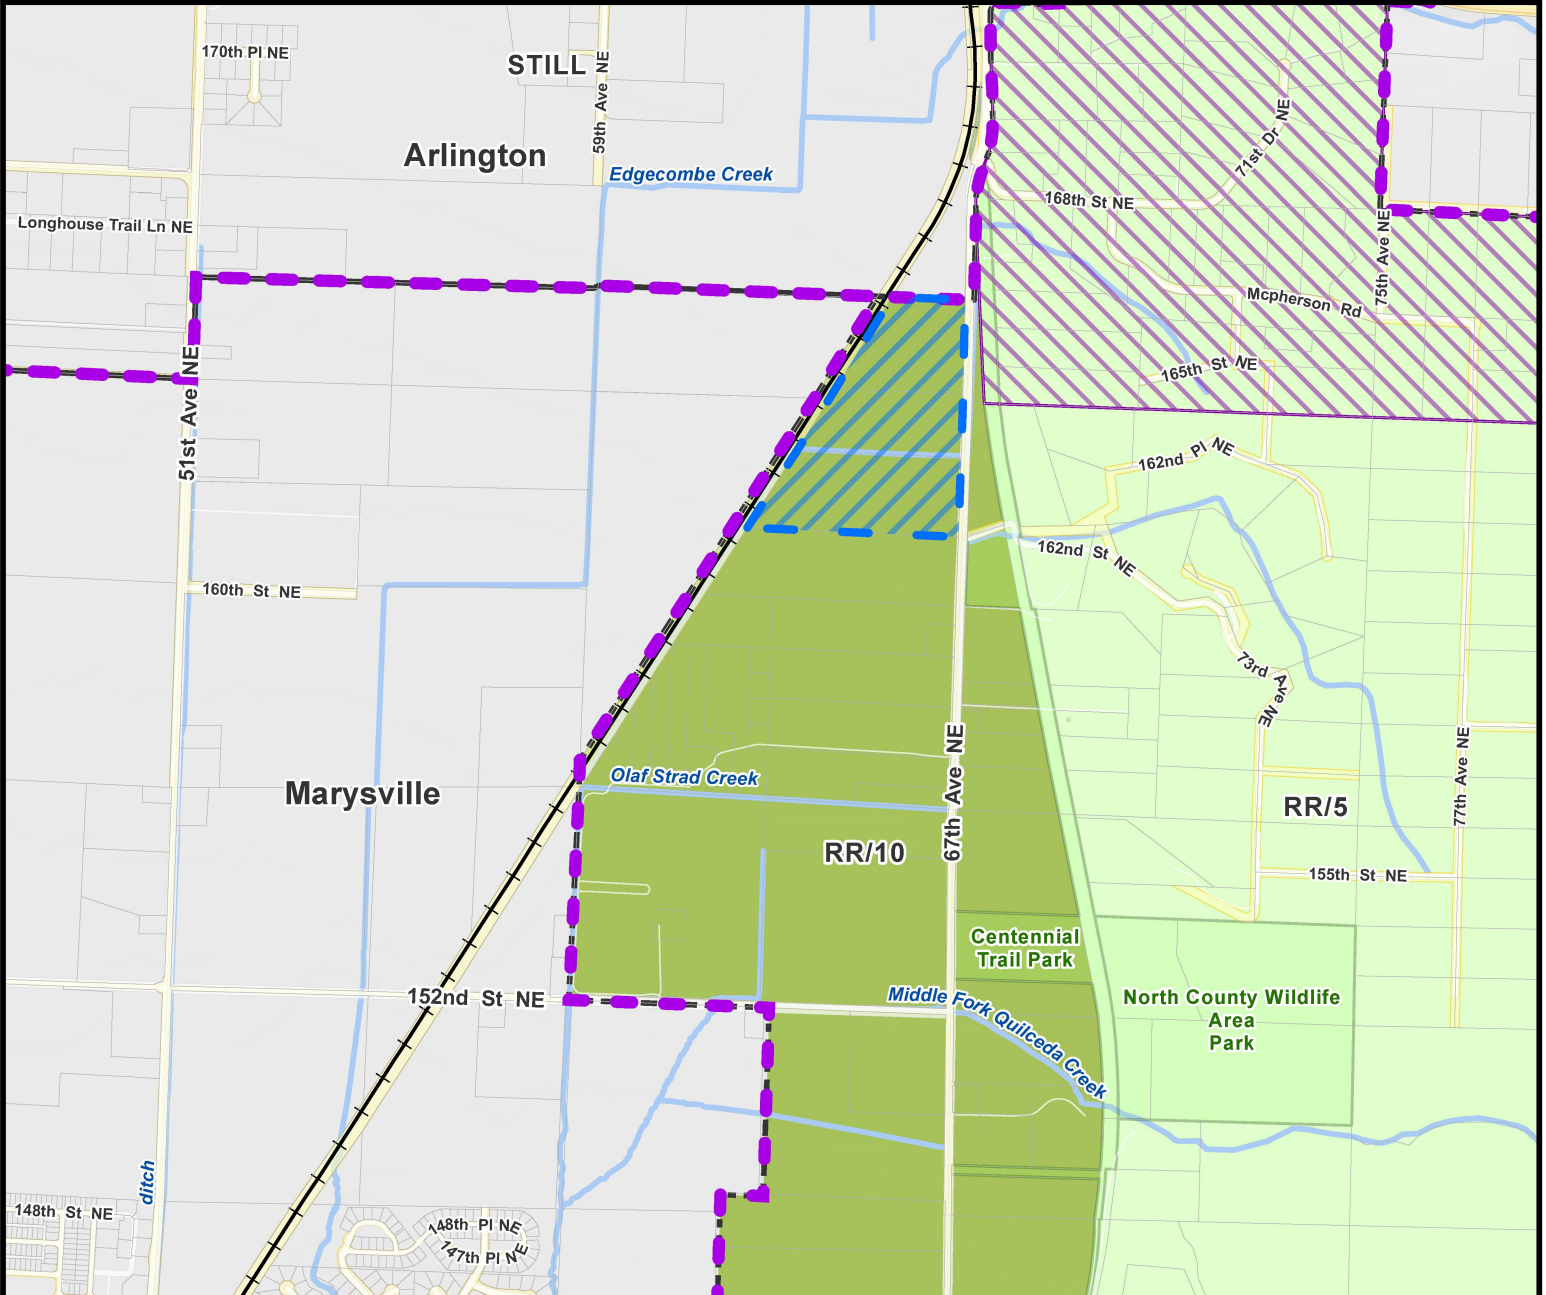 170th Pl NE
STILL
59th Ave NE
Arlington
Edgecombe Creek
71st Dr NE
168th St NE
Longhouse Trail Ln NE
75th Ave NE
Mcpherson Rd
165th St NE
51st Ave NE
162nd Pl NE
162nd St NE
160th St NE
73rd Ave NE
Olaf Strad Creek
Marysville
67th Ave NE
77th Ave NE
RR/5
RR/10
155th St NE
Centennial
Trail Park
152nd St NE
Middle Fork Quilceda Creek
North County Wildlife
Area
Park
ditch
148th St NE
148th Pl NE
147th Pl NE